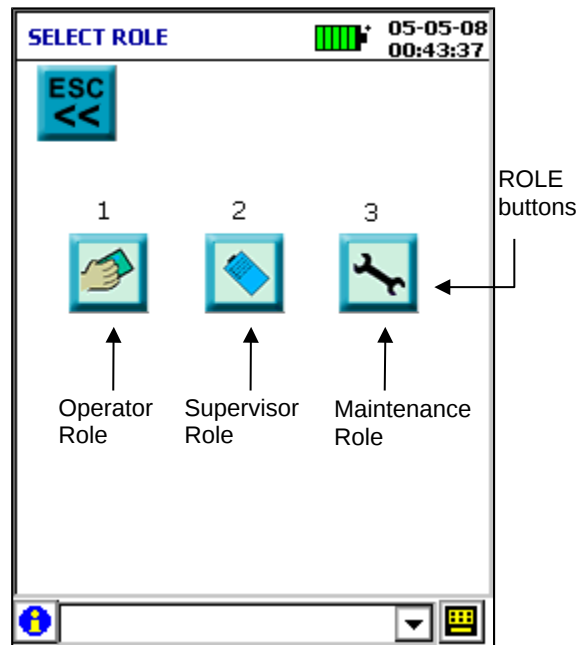 SELECT ROLE
05-05-08
00:43:37
ESC
<<
ROLE
buttons
1 2 3
Operator
Role
Supervisor
Role
Maintenance
Role